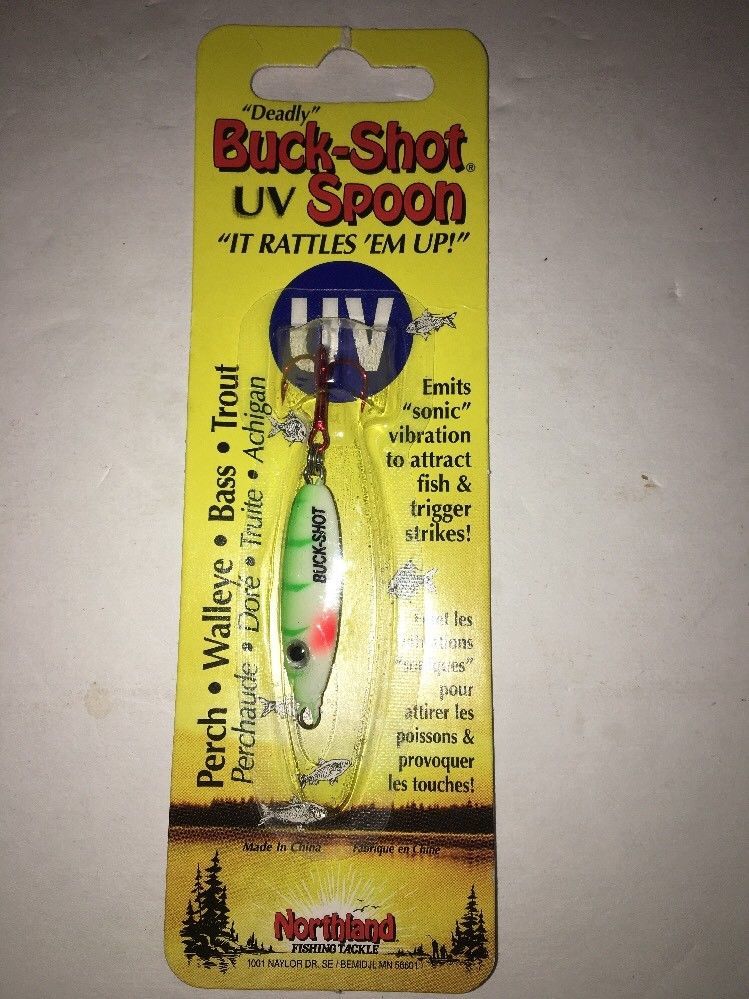 "Deadly"
Buck-Shot®
UV Spoon
"IT RATTLES 'EM UP!"
UV
Perch • Walleye • Bass • Trout
Perchaude • Doré • Truite • Achigan
Emits
"sonic"
vibration
to attract
fish &
trigger
strikes!
BUCK-SHOT
les
pour
attirer les
poissons &
provoquer
les touches!
Made In China
Fabriqué en Chine
Northland
FISHING TACKLE
1001 NAYLOR DR. SE / BEMIDJI, MN 56601